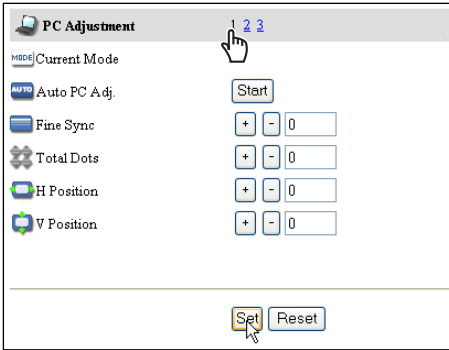 PC Adjustment 1 2 3
MODE Current Mode
AUTO Auto PC Adj. Start
Fine Sync + - 0
Total Dots + - 0
H Position + - 0
V Position + - 0
Set Reset